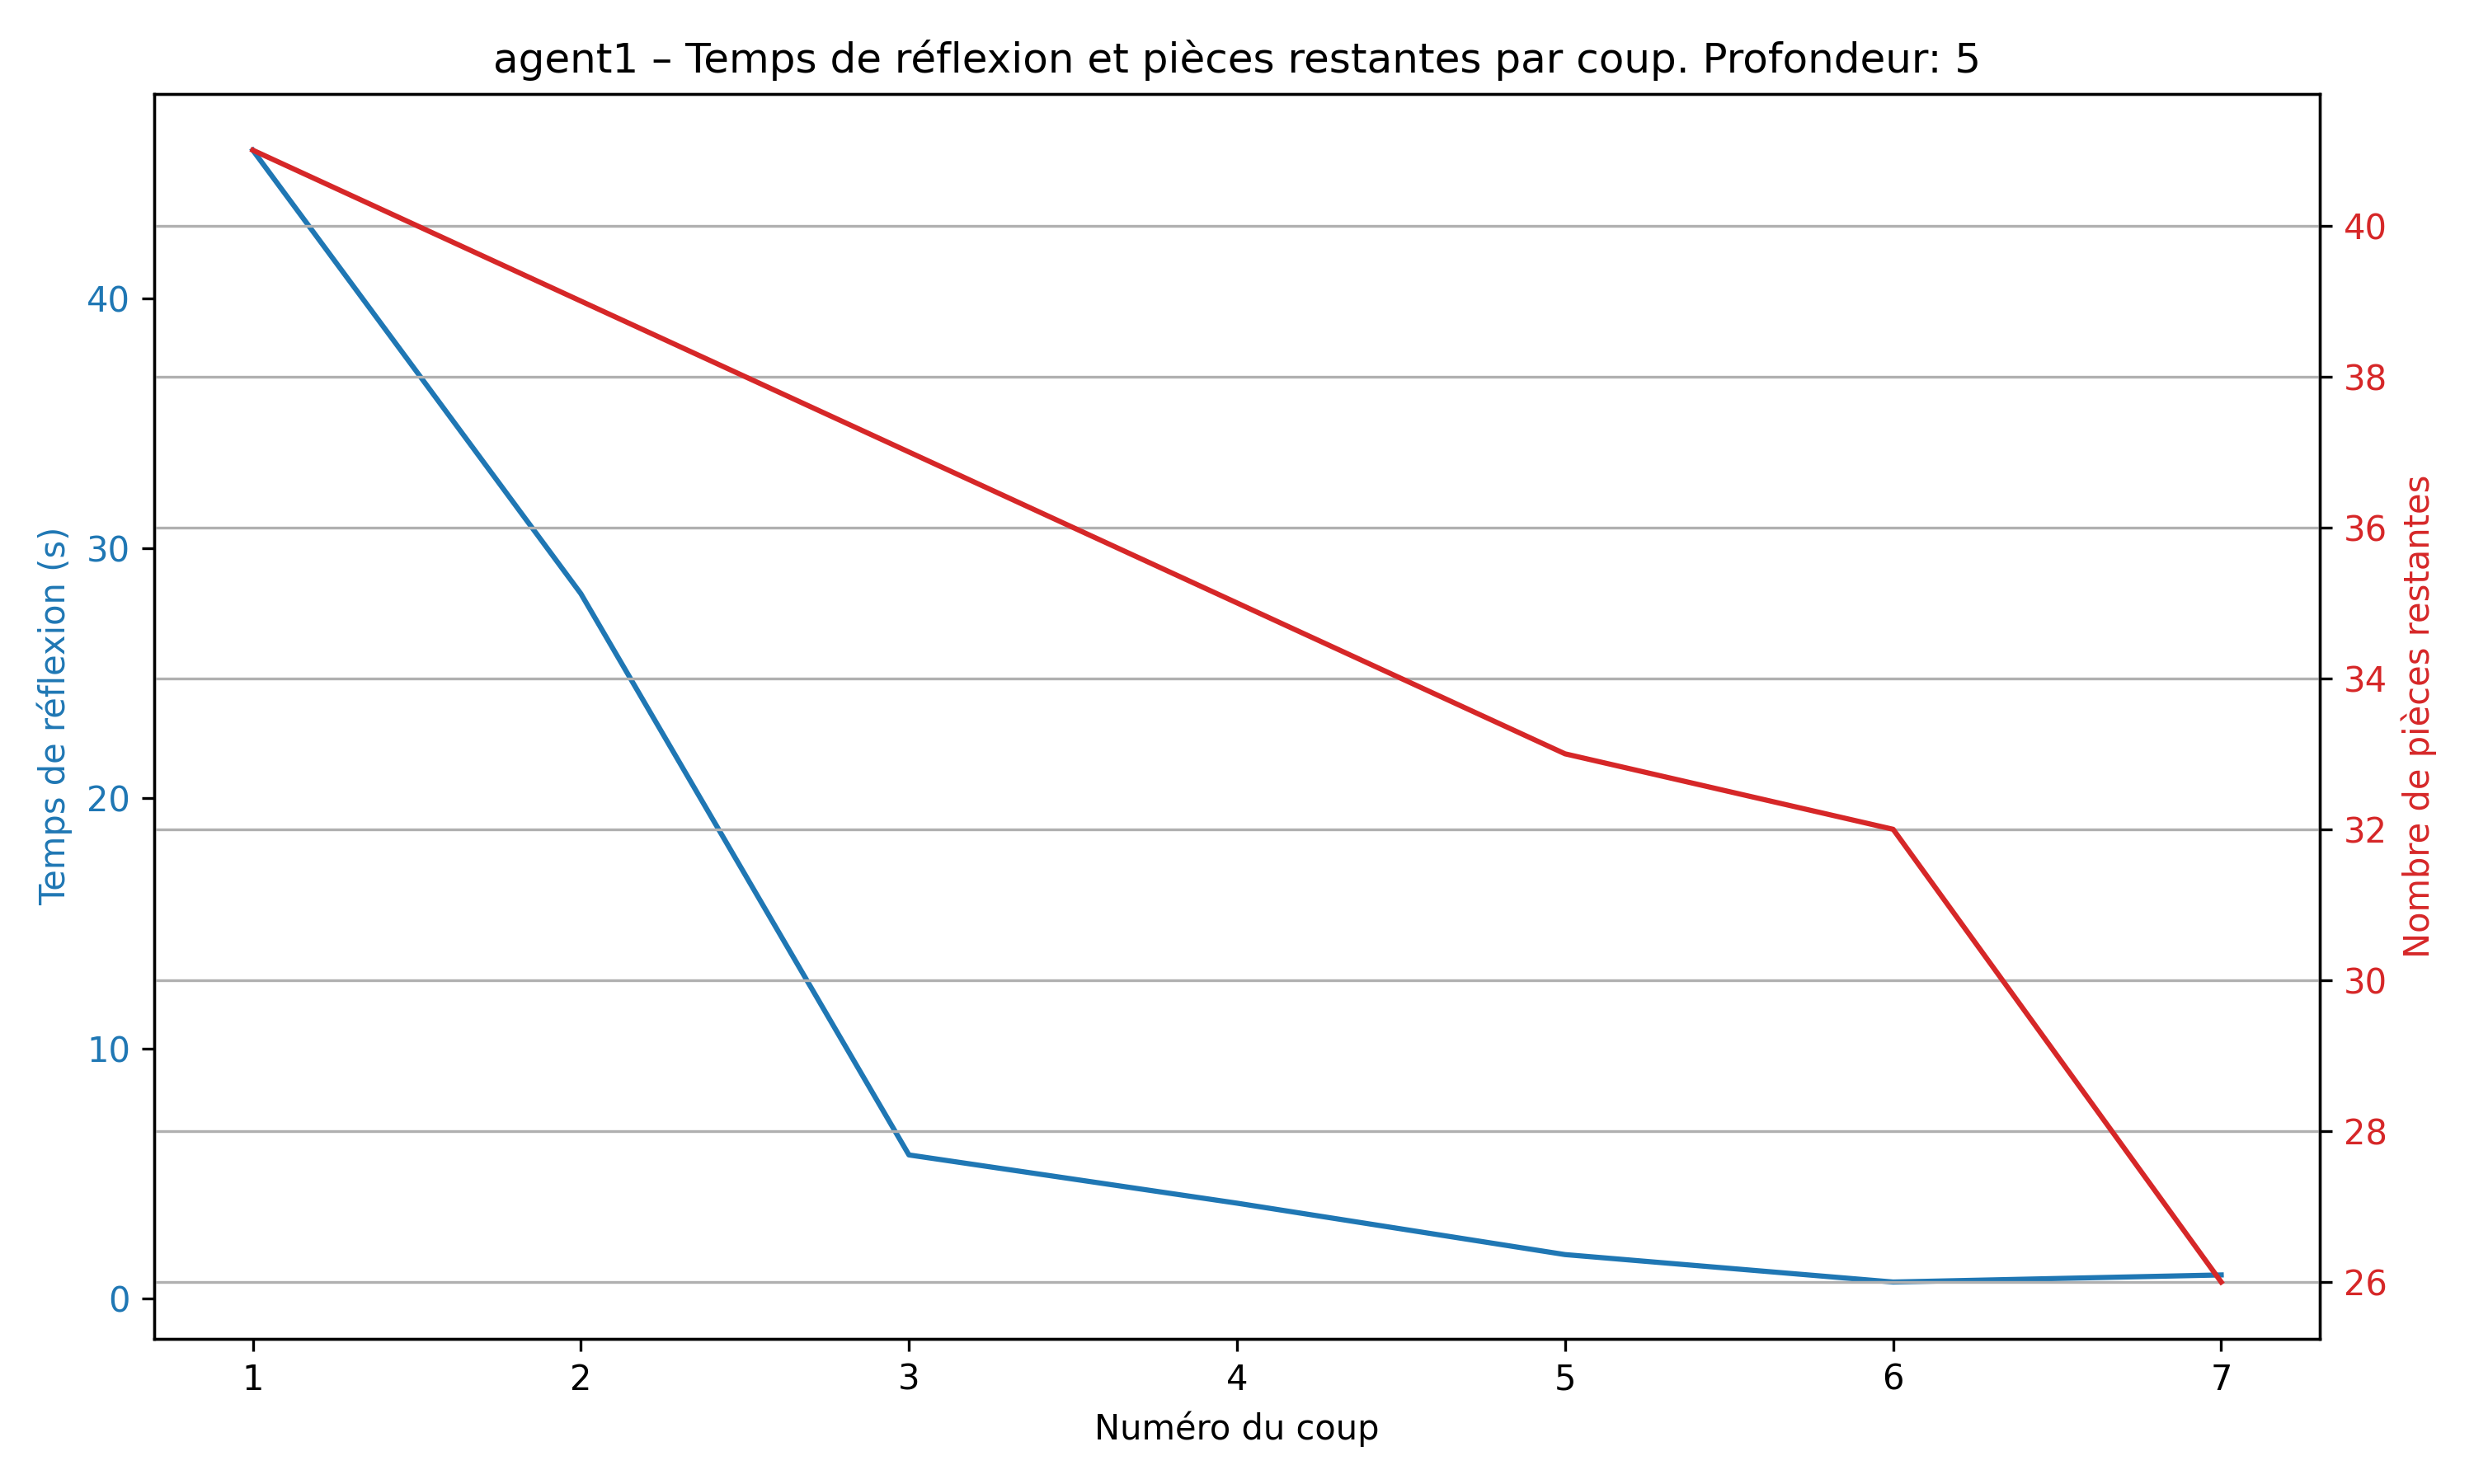 agent1 – Temps de réflexion et pièces restantes par coup. Profondeur: 5
Temps de réflexion (s)
40
30
20
10
0
40
38
36
34
32
30
28
26
Nombre de pièces restantes
1 2 3 4 5 6 7
Numéro du coup